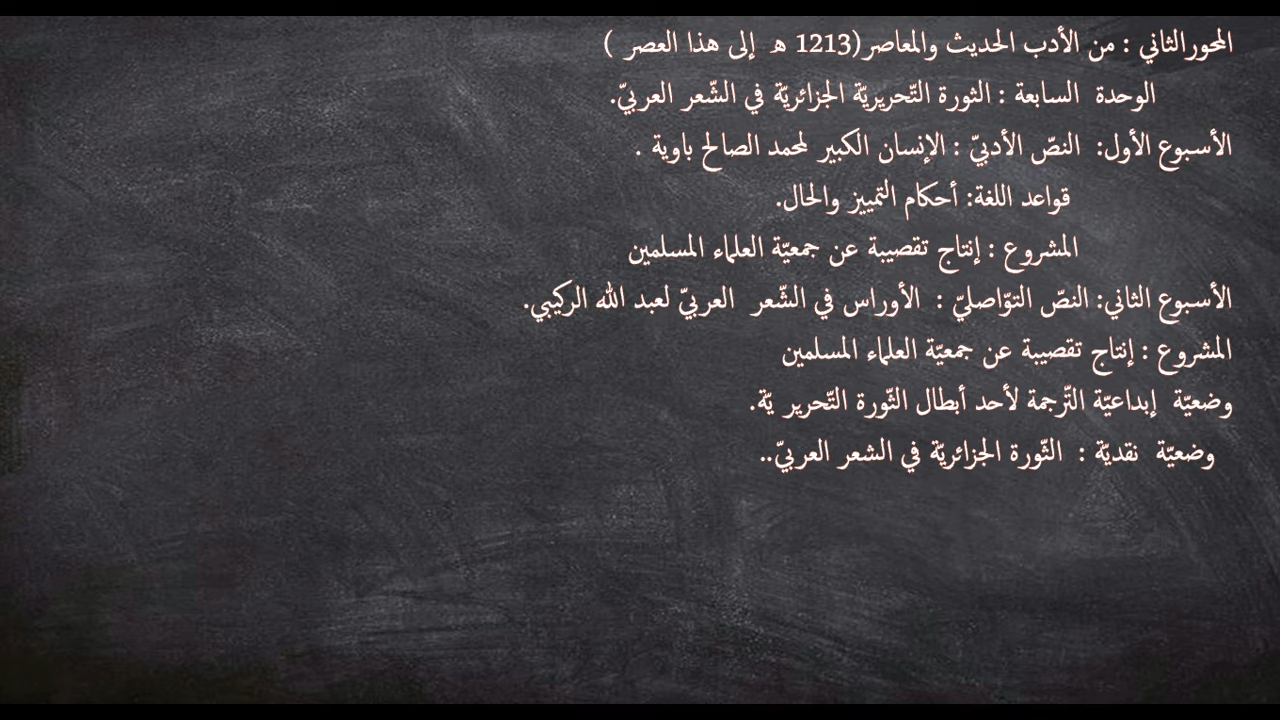 المحورالثاني : من الأدب الحديث والمعاصر(1213 هـ إلى هذا العصر )
الوحدة السابعة : الثورة التّحريريّة الجزائريّة في الشّعر العربيّ.
الأسبوع الأول: النصّ الأدبيّ : الإنسان الكبير لمحمد الصالح باوية .
قواعد اللغة: أحكام التمييز والحال.
المشروع : إنتاج تقصيبة عن جمعيّة العلماء المسلمين
الأسبوع الثاني: النصّ التوّاصليّ : الأوراس في الشّعر العربيّ لعبد الله الركيبي.
المشروع : إنتاج تقصيبة عن جمعيّة العلماء المسلمين
وضعيّة إبداعيّة التّرجمة لأحد أبطال الثّورة التّحرير يّة.
وضعيّة نقديّة : الثّورة الجزائريّة في الشعر العربيّ..